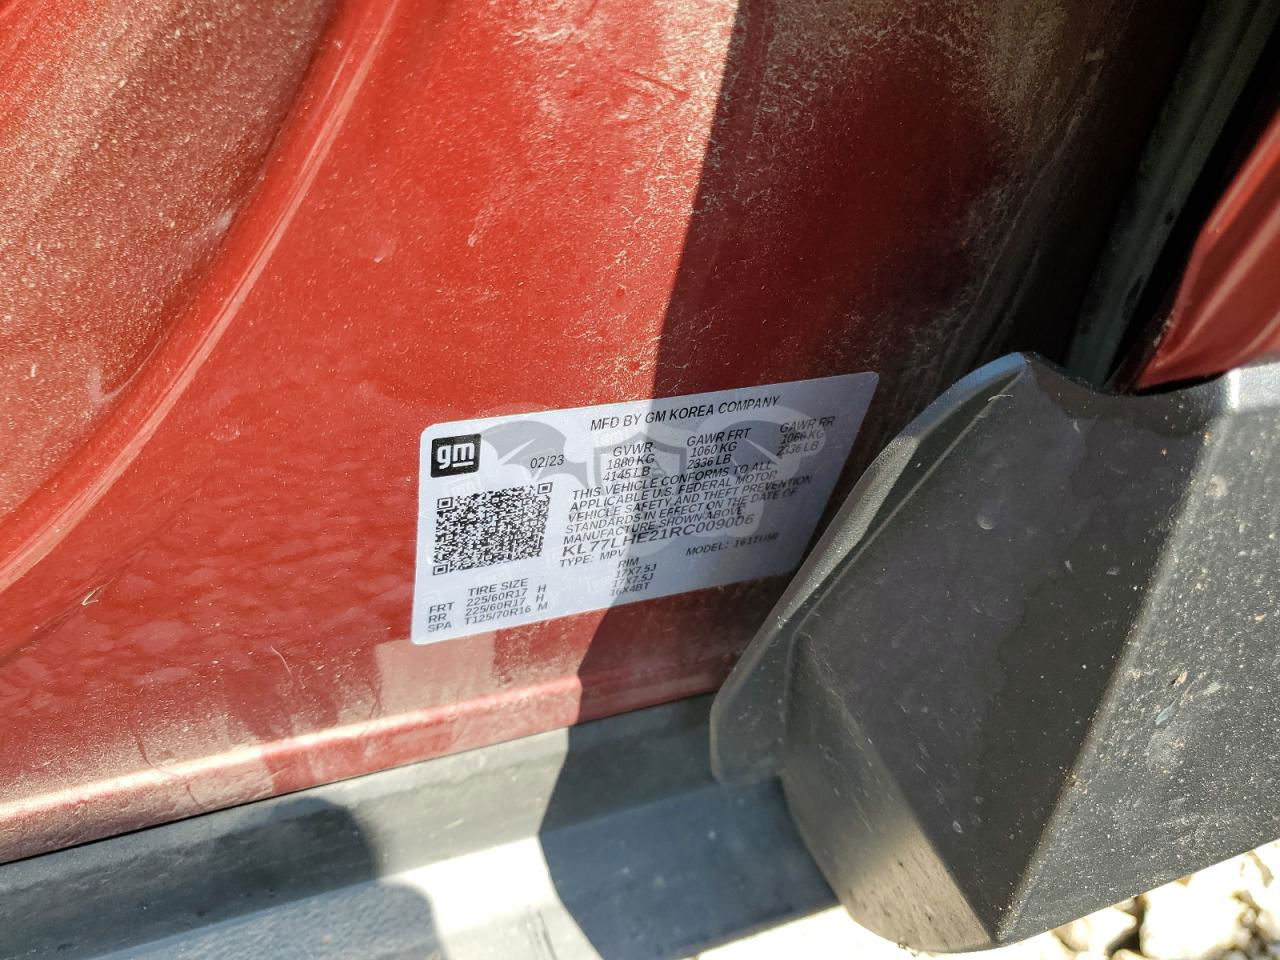 MFD BY GM KOREA COMPANY
gm
02/23
GVWR GAWR FRT GAWR RR
1880 KG 1060 KG 1066 KG
4145 LB 2336 LB 2336 LB
THIS VEHICLE CONFORMS TO ALL
APPLICABLE U.S. FEDERAL MOTOR
VEHICLE SAFETY AND THEFT PREVENTION
STANDARDS IN EFFECT ON THE DATE OF
MANUFACTURE SHOWN ABOVE
KL77LHE21RC009006
TYPE: MPV MODEL: 1611U58
TIRE SIZE RIM
FRT 225/60R17 H 17X7.5J
RR 225/60R17 H 17X7.5J
SPA T125/70R16 M 16X4BT